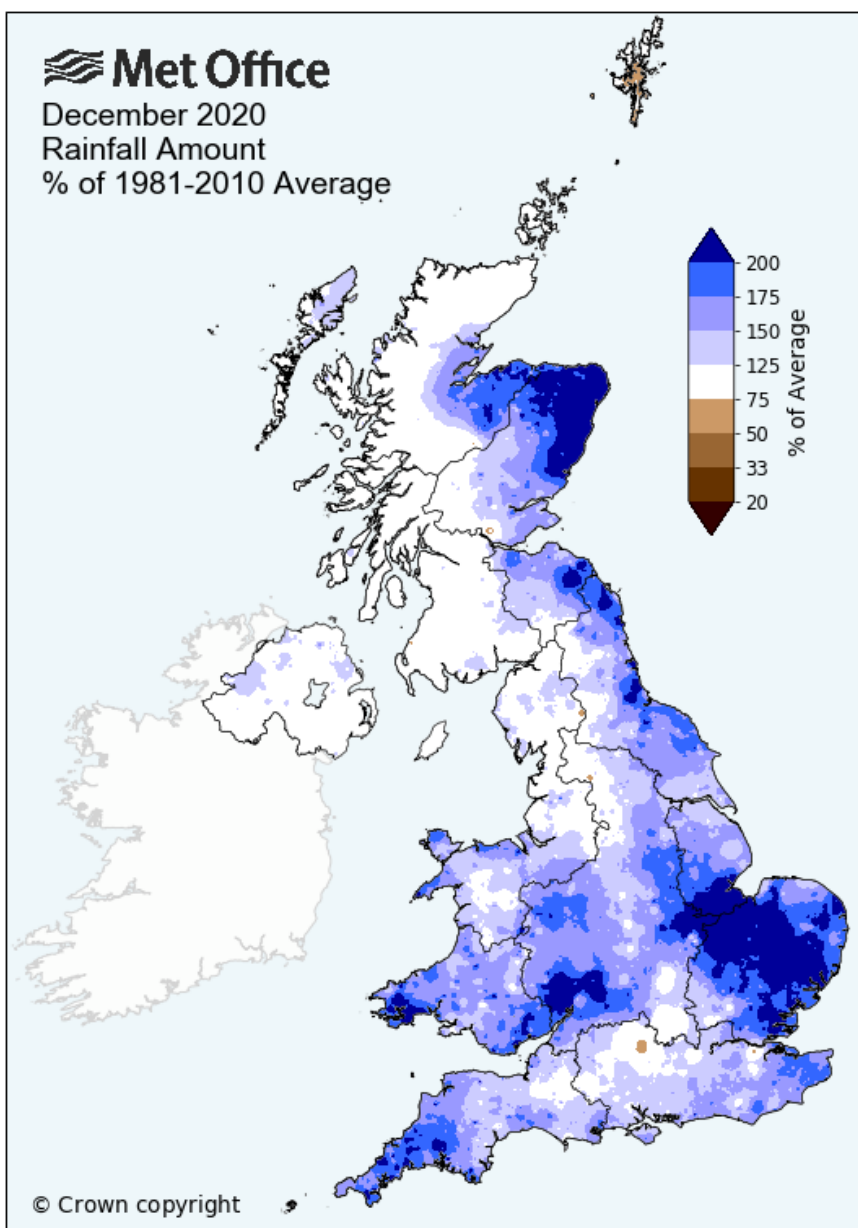 Met Office
December 2020
Rainfall Amount
% of 1981-2010 Average
200
175
150
125
75
50
33
20
% of Average
© Crown copyright